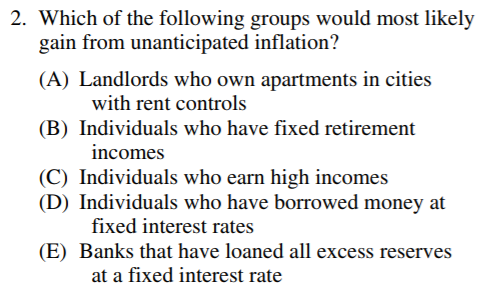 2. Which of the following groups would most likely
gain from unanticipated inflation?
(A) Landlords who own apartments in cities
with rent controls
(B) Individuals who have fixed retirement
incomes
(C) Individuals who earn high incomes
(D) Individuals who have borrowed money at
fixed interest rates
(E) Banks that have loaned all excess reserves
at a fixed interest rate